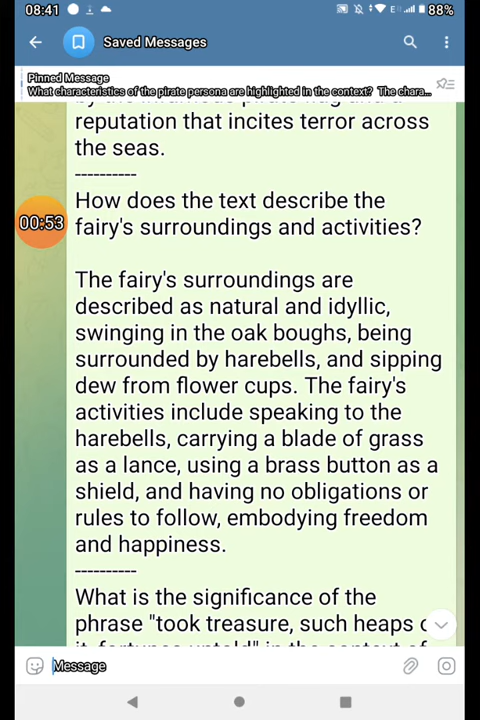 08:41
88%
Saved Messages
Pinned Message
What characteristics of the pirate persona are highlighted in the context? The chara...
reputation that incites terror across
the seas.
----------
How does the text describe the
fairy's surroundings and activities?
00:53
The fairy's surroundings are
described as natural and idyllic,
swinging in the oak boughs, being
surrounded by harebells, and sipping
dew from flower cups. The fairy's
activities include speaking to the
harebells, carrying a blade of grass
as a lance, using a brass button as a
shield, and having no obligations or
rules to follow, embodying freedom
and happiness.
----------
What is the significance of the
phrase "took treasure, such heaps
Message